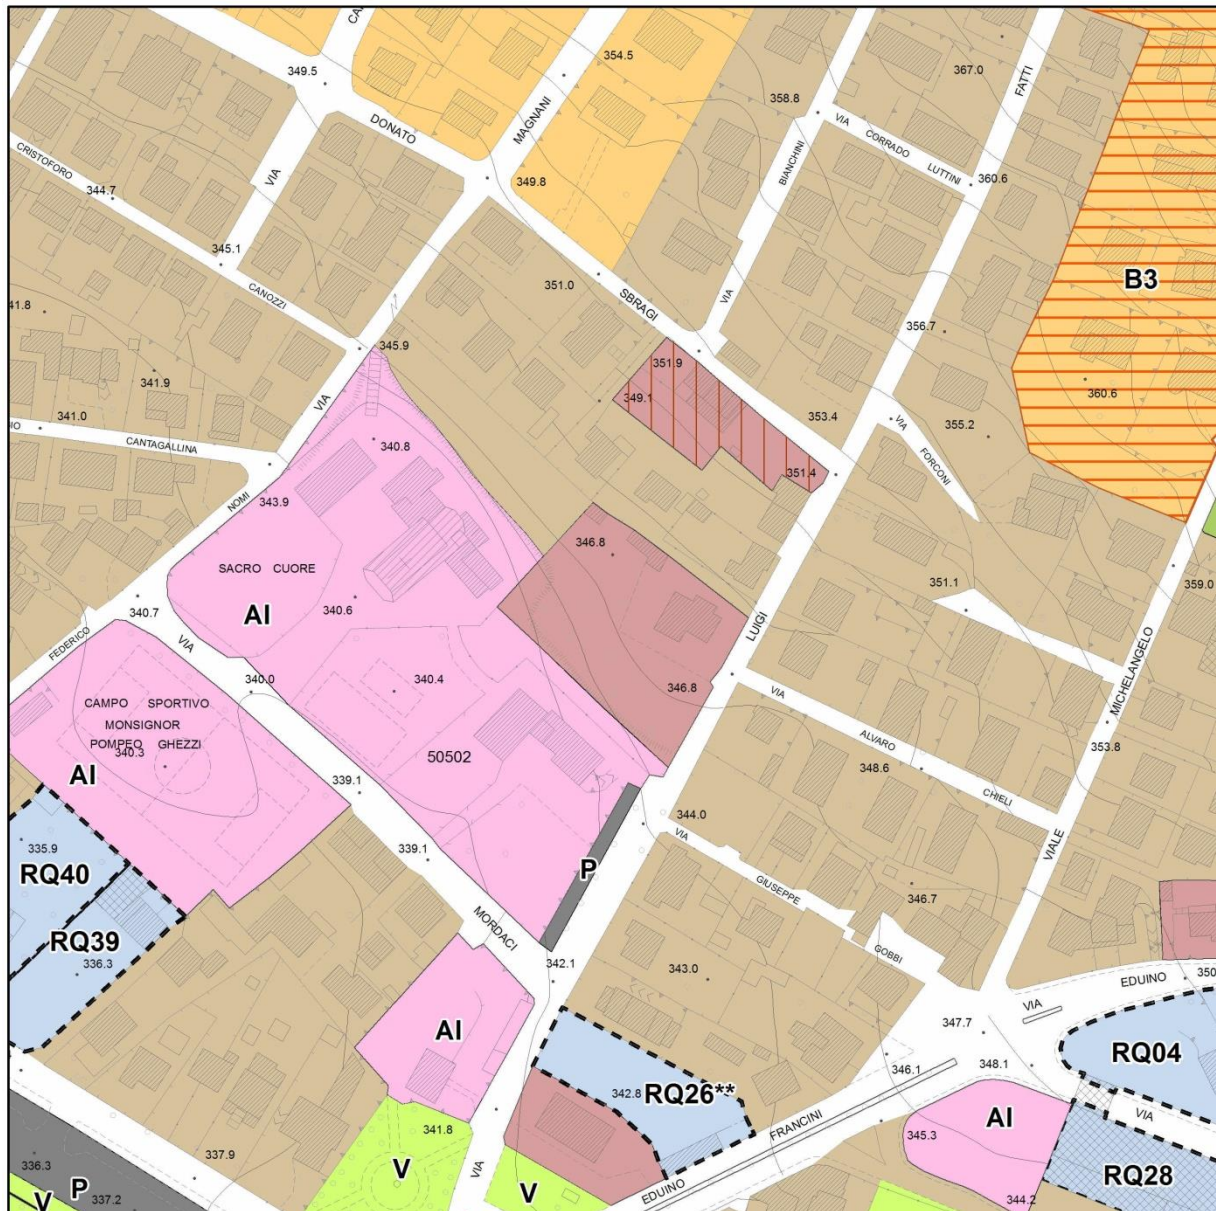 CA
349.5
DONATO
MAGNANI
354.5
349.8
358.8
367.0
FATTI
BIANCHINI
VIA
CORRADO
LUTTINI
360.6
CRISTOFORO
344.7
VIA
345.1
CANOZZI
351.0
SBRAGI
VIA
356.7
B3
360.6
41.8
345.9
341.9
341.0
IO
CANTAGALLINA
VIA
340.8
351.9
349.1
353.4
351.4
VIA
FORCONI
355.2
NOMI
343.9
346.8
SACRO CUORE
AI
340.6
351.1
359.0
340.7
FEDERICO
VIA
LUIGI
MICHELANGELO
340.0
340.4
346.8
VIA
ALVARO
CHIELI
348.6
353.8
CAMPO SPORTIVO
MONSIGNOR
POMPEO GHEZZI
340.3
AI
50502
339.1
339.1
344.0
VIA
GIUSEPPE
GOBBI
346.7
VIALE
335.9
RQ40
RQ39
336.3
P
MORDACI
342.1
343.0
EDUINO
350
VIA
347.7
348.1
346.1
RQ04
AI
342.8
RQ26**
FRANCINI
AI
345.3
VIA
341.8
337.9
V
VIA
V
EDUINO
344.2
RQ28
336.3
P
337.2
V